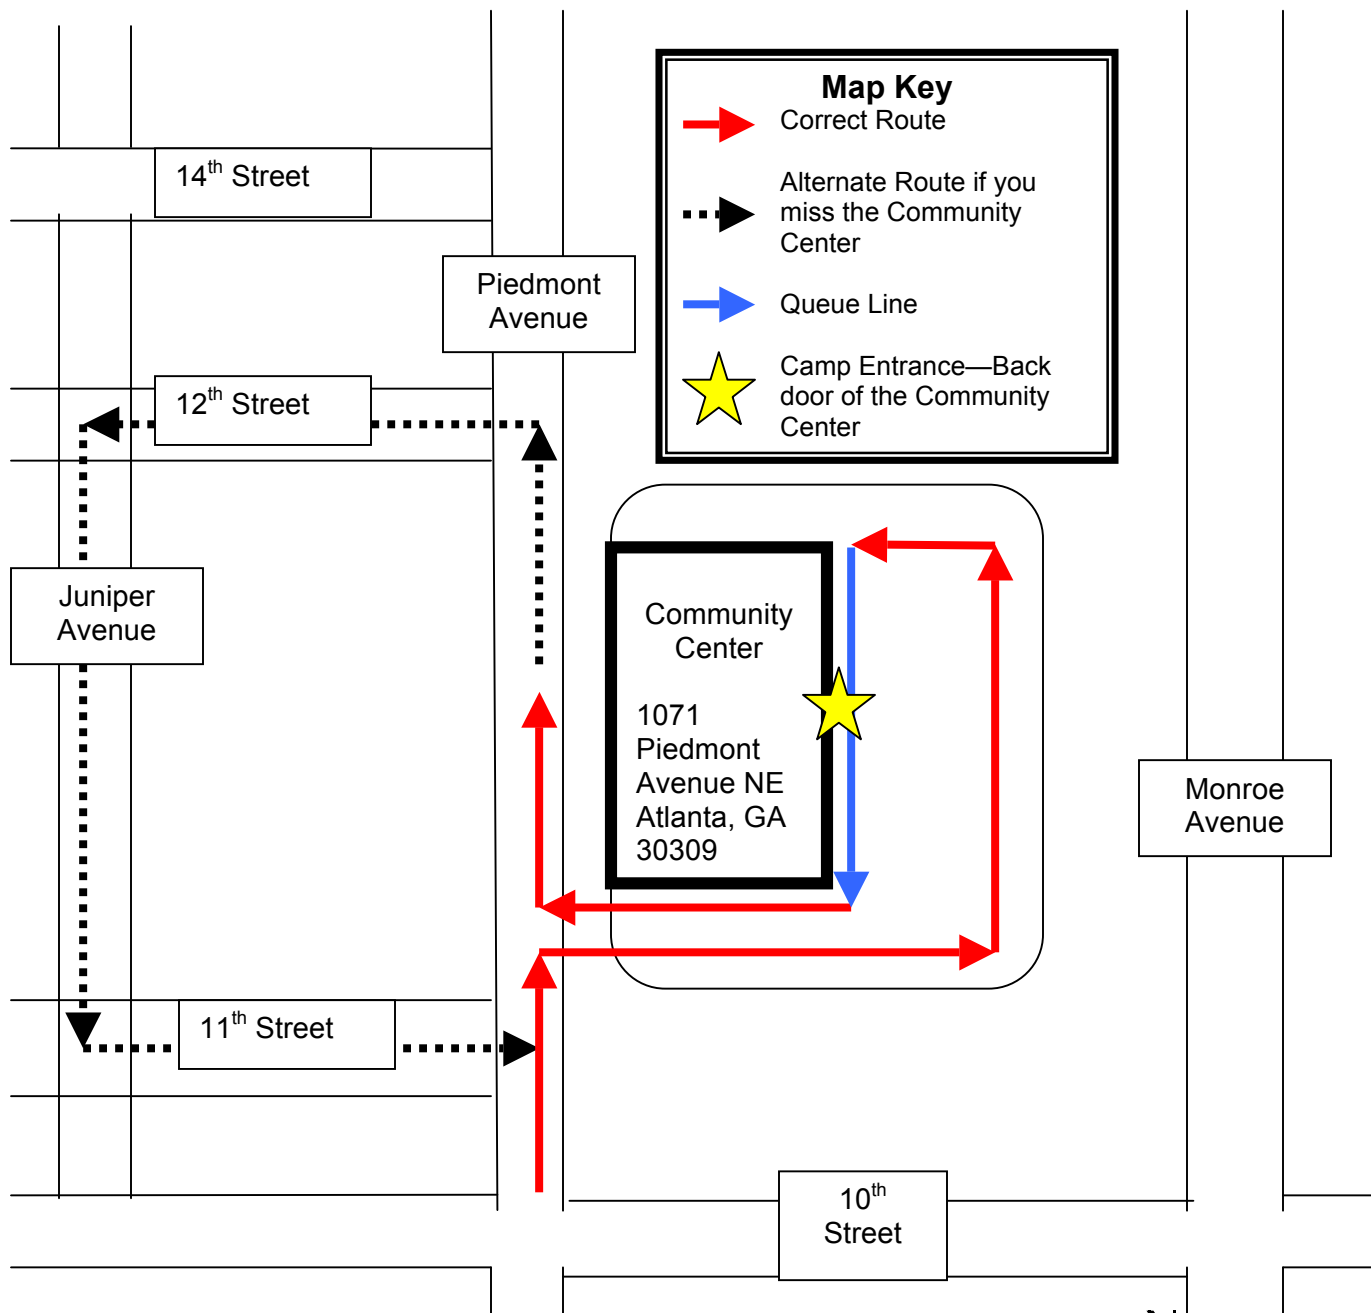 Map Key
Correct Route
Alternate Route if you
miss the Community
Center
Queue Line
Camp Entrance—Back
door of the Community
Center
14th Street
Piedmont
Avenue
12th Street
Juniper
Avenue
Community
Center
1071
Piedmont
Avenue NE
Atlanta, GA
30309
Monroe
Avenue
11th Street
10th
Street